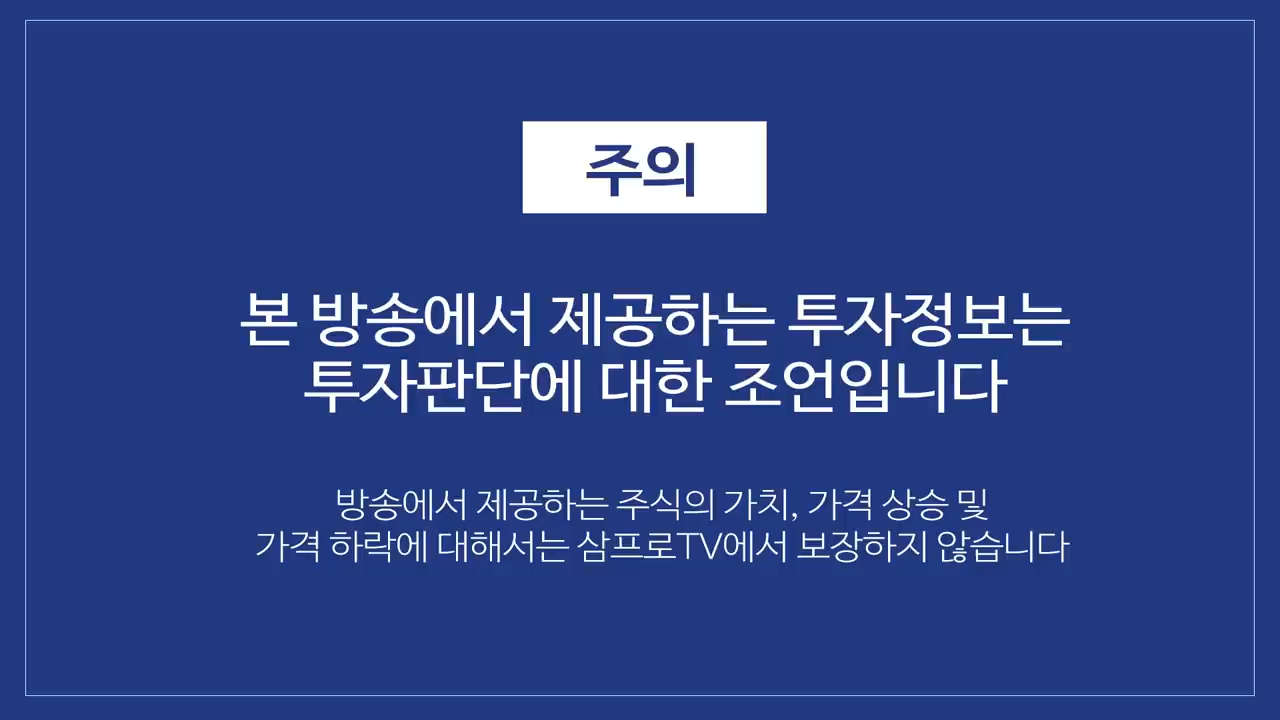 주의
본 방송에서 제공하는 투자정보는
투자판단에 대한 조언입니다
방송에서 제공하는 주식의 가치, 가격 상승 및
가격 하락에 대해서는 삼프로TV에서 보장하지 않습니다